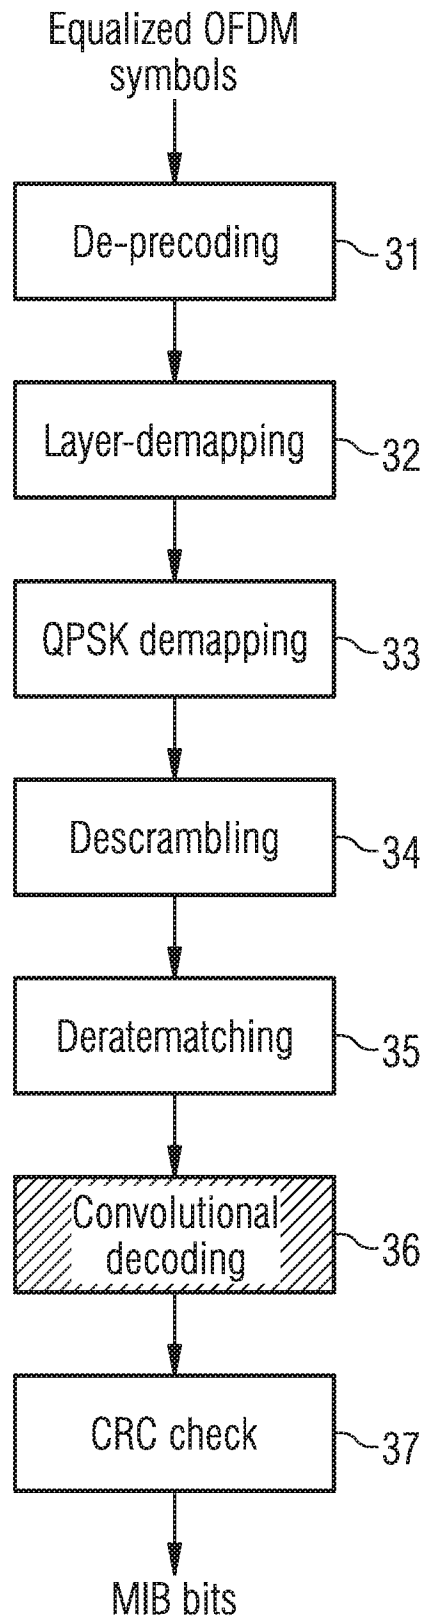 Equalized OFDM
symbols
De-precoding
31
Layer-demapping
32
QPSK demapping
33
Descrambling
34
Deratematching
35
Convolutional
decoding
36
CRC check
37
MIB bits